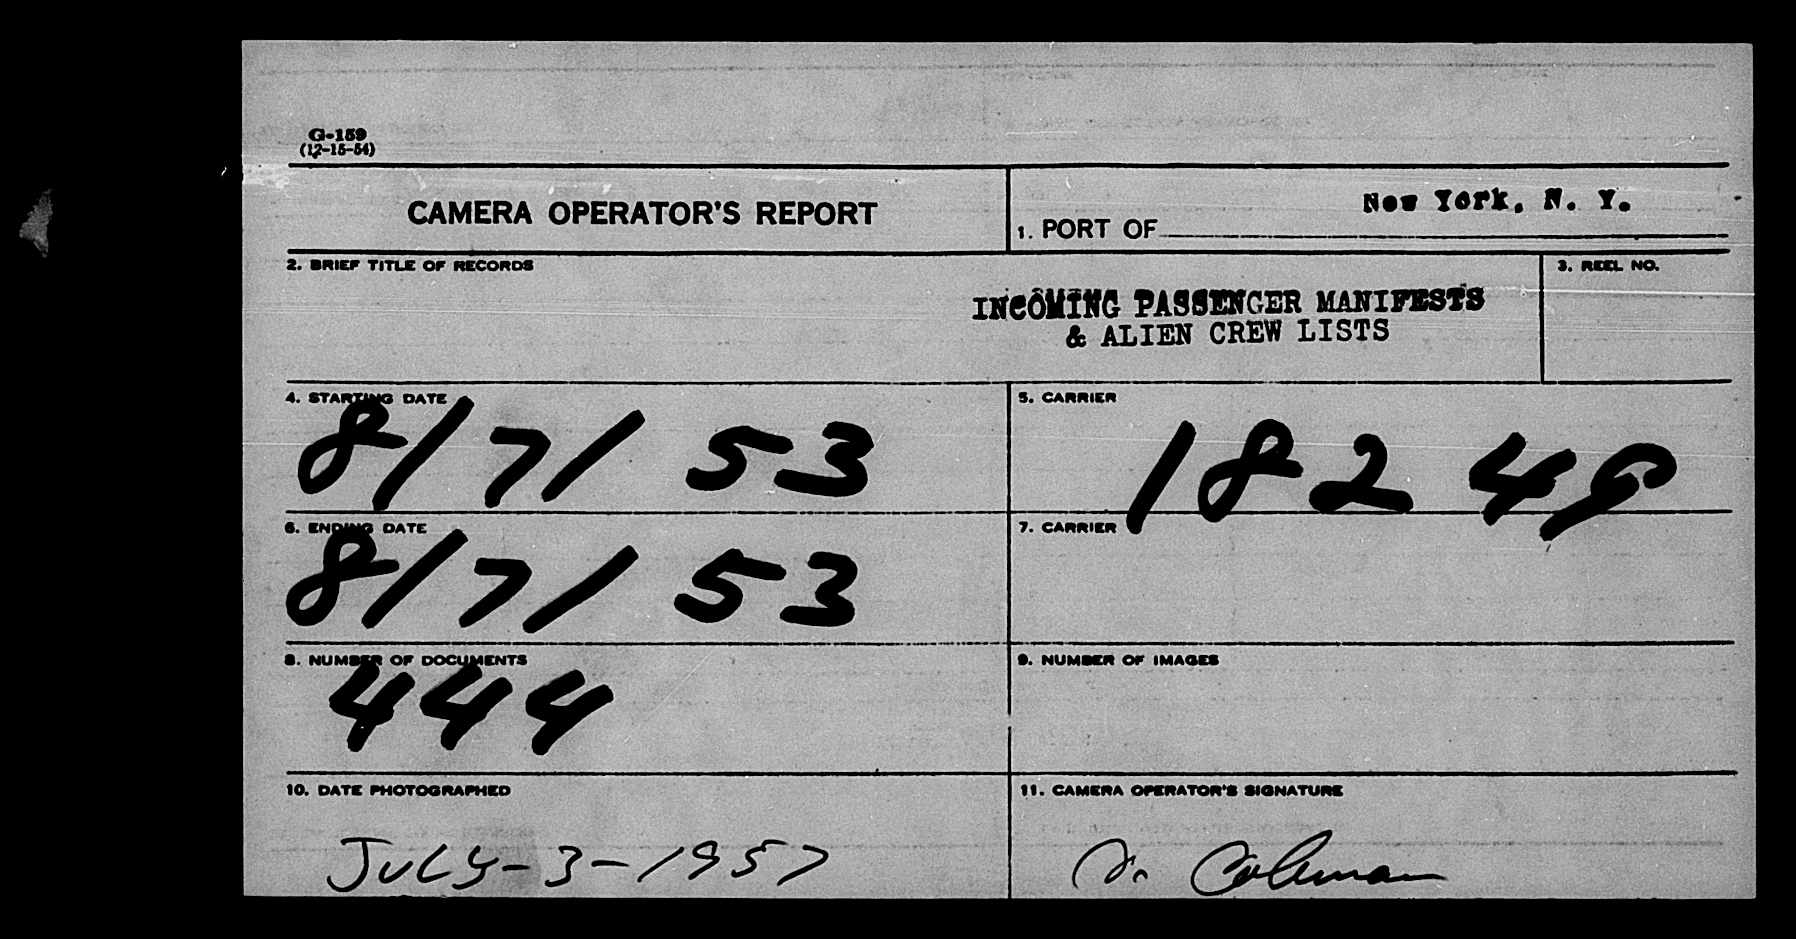 G-159
(12-15-54)
CAMERA OPERATOR'S REPORT
1. PORT OF New York, N. Y.
2. BRIEF TITLE OF RECORDS
INCOMING PASSENGER MANIFESTS
& ALIEN CREW LISTS
3. REEL NO.
4. STARTING DATE
8/7/53
5. CARRIER
18249
6. ENDING DATE
8/7/53
7. CARRIER
8. NUMBER OF DOCUMENTS
444
9. NUMBER OF IMAGES
10. DATE PHOTOGRAPHED
JULY-3-1957
11. CAMERA OPERATOR'S SIGNATURE
Coleman